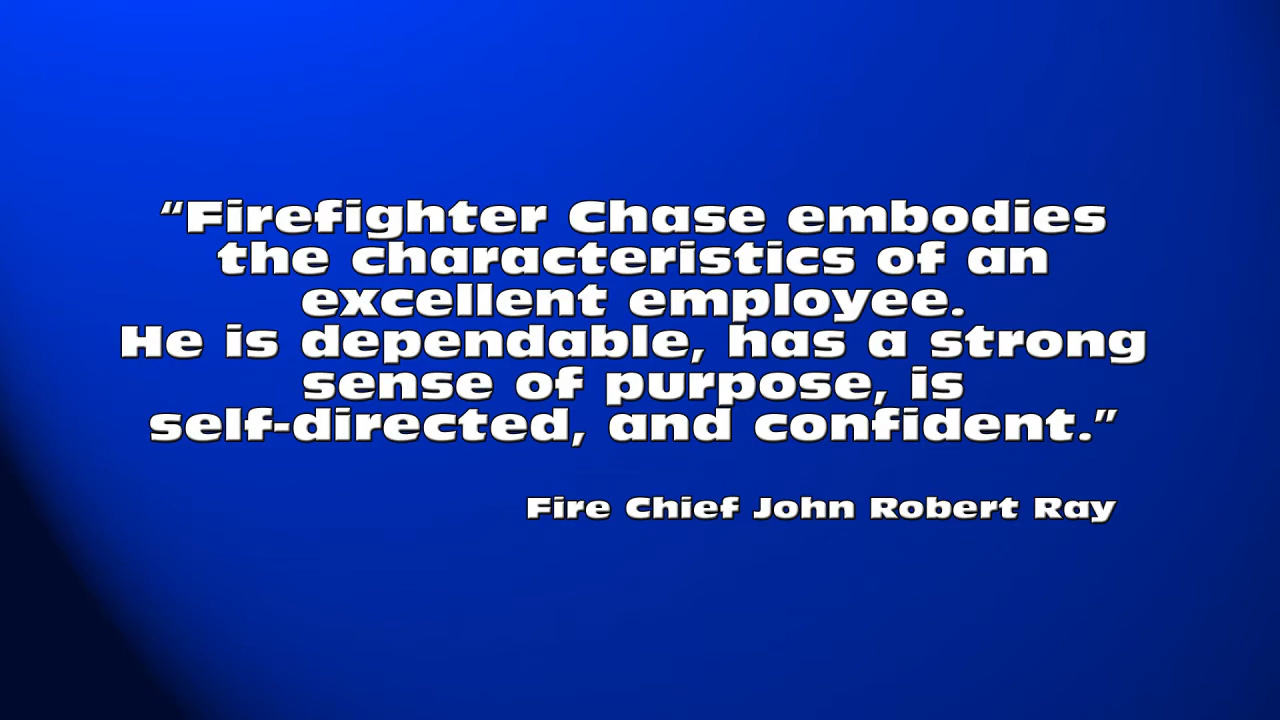 “Firefighter Chase embodies
the characteristics of an
excellent employee.
He is dependable, has a strong
sense of purpose, is
self-directed, and confident.”
Fire Chief John Robert Ray